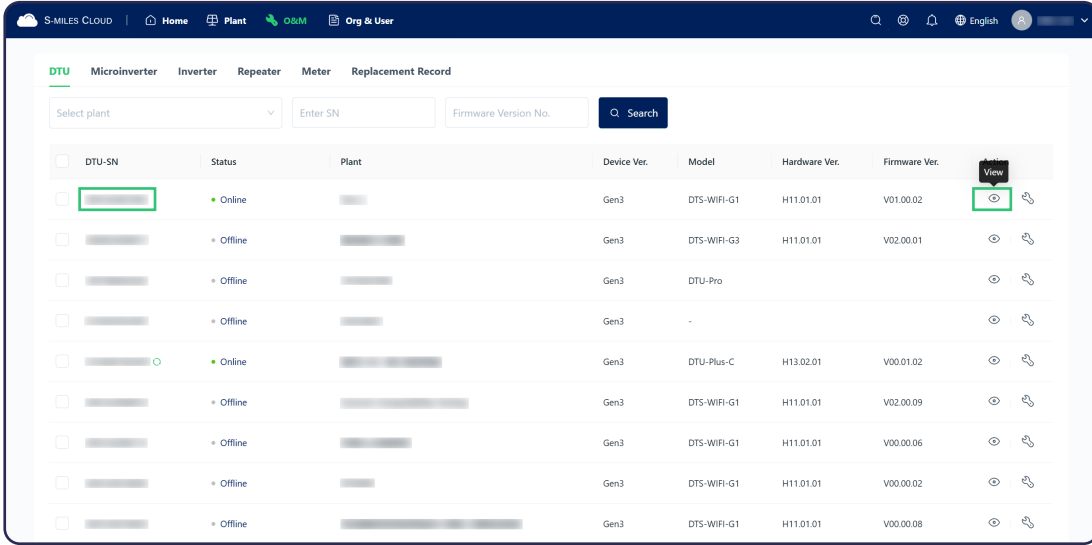 S-MILES CLOUD | Home Plant O&M Org & User English A
DTU Microinverter Inverter Repeater Meter Replacement Record
Select plant Enter SN Firmware Version No. Search
DTU-SN Status Plant Device Ver. Model Hardware Ver. Firmware Ver. Action
View
Online Gen3 DTS-WIFI-G1 H11.01.01 V01.00.02
Offline Gen3 DTS-WIFI-G3 H11.01.01 V02.00.01
Offline Gen3 DTU-Pro
Offline Gen3 -
Online Gen3 DTU-Plus-C H13.02.01 V00.01.02
Offline Gen3 DTS-WIFI-G1 H11.01.01 V02.00.09
Offline Gen3 DTS-WIFI-G1 H11.01.01 V00.00.06
Offline Gen3 DTS-WIFI-G1 H11.01.01 V00.00.02
Offline Gen3 DTS-WIFI-G1 H11.01.01 V00.00.08